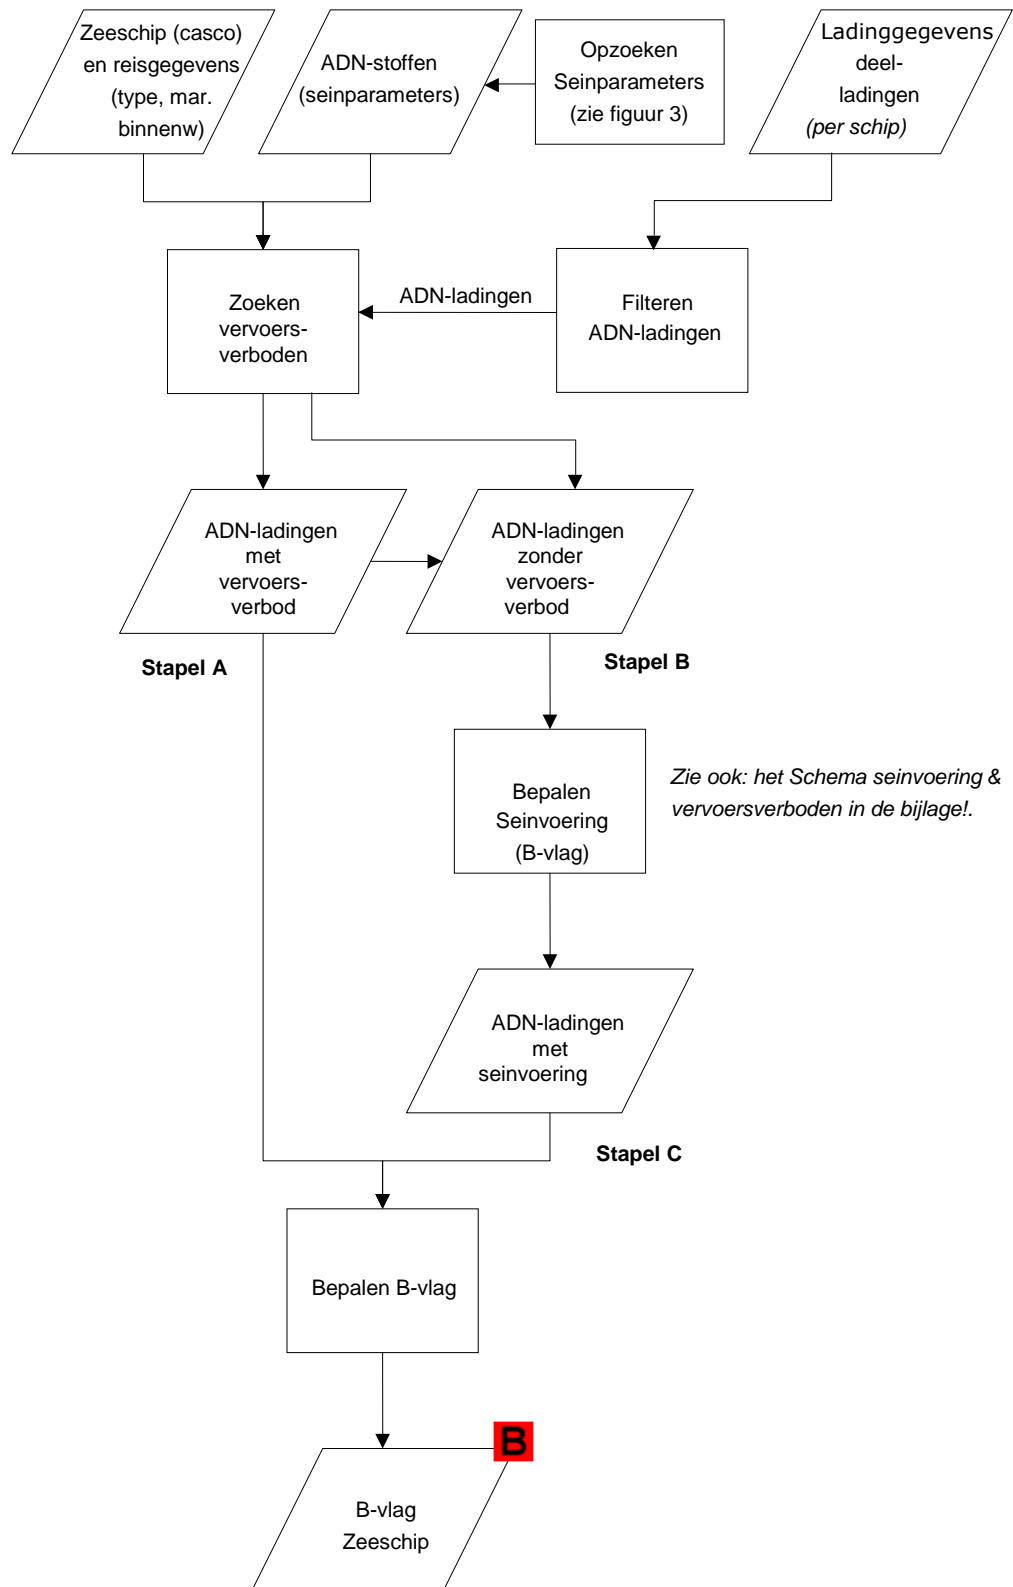 Zeeschip (casco)
en reisgegevens
(type, mar.
binnenw)
ADN-stoffen
(seinparameters)
Opzoeken
Seinparameters
(zie figuur 3)
Ladinggegevens
deel-
ladingen
(per schip)
Zoeken
vervoers-
verboden
ADN-ladingen
Filteren
ADN-ladingen
ADN-ladingen
met
vervoers-
verbod
ADN-ladingen
zonder
vervoers-
verbod
Stapel A
Stapel B
Bepalen
Seinvoering
(B-vlag)
Zie ook: het Schema seinvoering &
vervoersverboden in de bijlage!.
ADN-ladingen
met
seinvoering
Stapel C
Bepalen B-vlag
B
B-vlag
Zeeschip